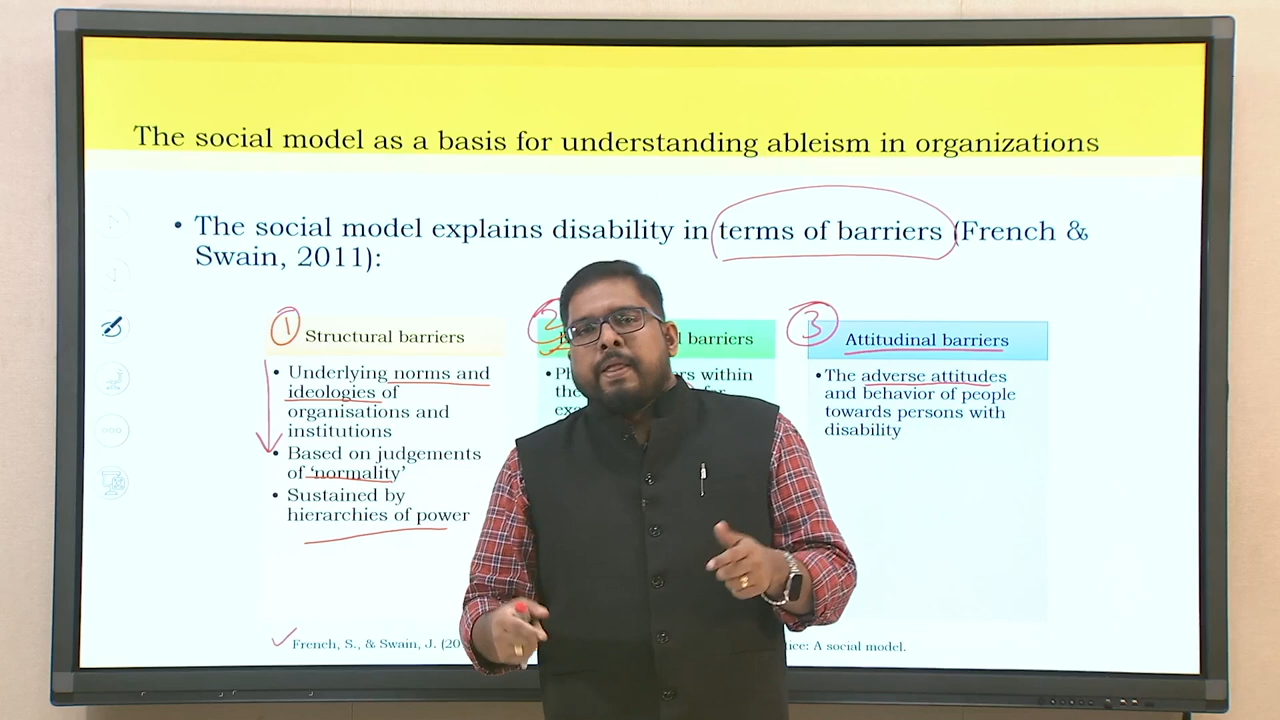 The social model as a basis for understanding ableism in organizations
• The social model explains disability in terms of barriers (French &
Swain, 2011):
1
Structural barriers
• Underlying norms and
ideologies of
organisations and
institutions
• Based on judgements
of 'normality'
• Sustained by
hierarchies of power
2
barriers
within
the
3
Attitudinal barriers
• The adverse attitudes
and behavior of people
towards persons with
disability
French, S., & Swain, J. (20
: A social model.